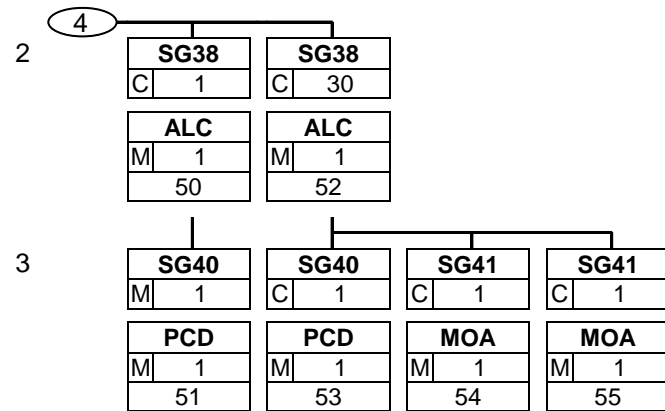 4
2
SG38 SG38
C 1 C 30
ALC ALC
M 1 M 1
50 52
3
SG40 SG40 SG41 SG41
M 1 C 1 C 1 C 1
PCD PCD MOA MOA
M 1 M 1 M 1 M 1
51 53 54 55